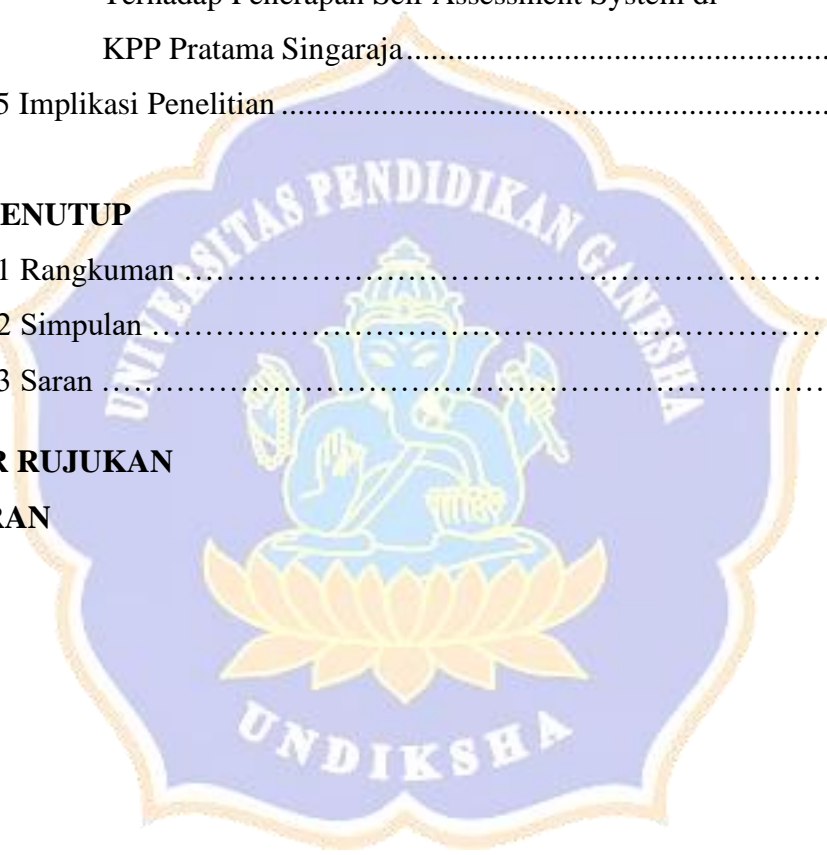 Terhadap Penerapan Self Assessment System di
KPP Pratama Singaraja.......................................................
5 Implikasi Penelitian.......................................................................
ENUTUP
1 Rangkuman ……………………………………………………………
2 Simpulan ………………………………………………………………
3 Saran ……………………………………………………………………
R RUJUKAN
RAN
UNIVERSITAS PENDIDIKAN GANESHA
UNDIKSHA